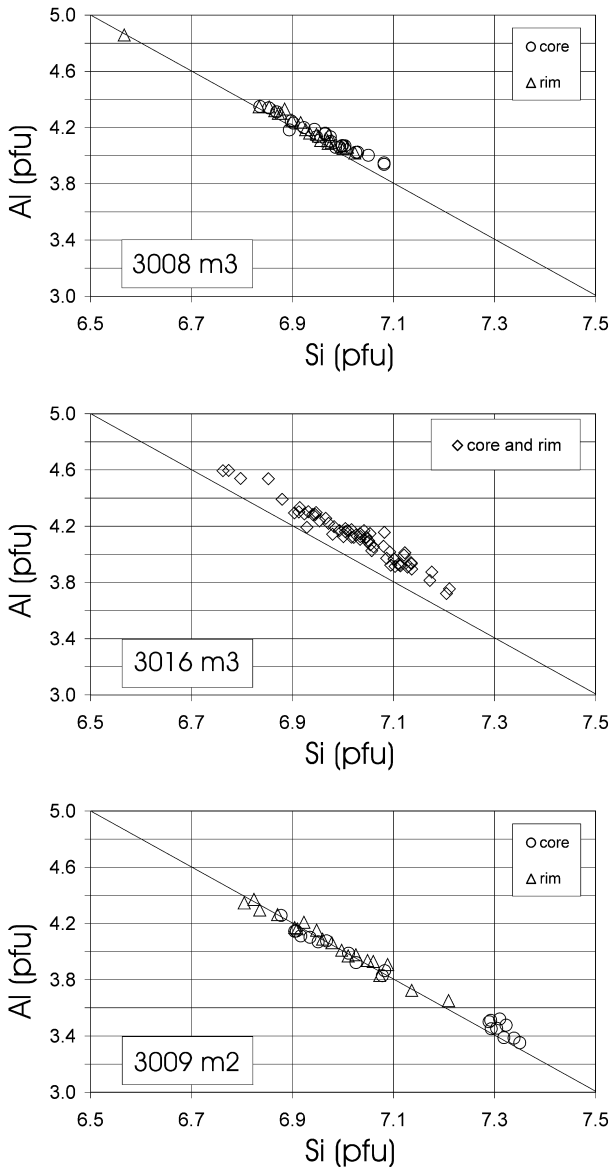 5.0
core
rim
4.6
4.2
Al (pfu)
3.8
3.4
3008 m3
3.0
6.5 6.7 6.9 7.1 7.3 7.5
Si (pfu)
5.0
core and rim
4.6
4.2
Al (pfu)
3.8
3.4
3016 m3
3.0
6.5 6.7 6.9 7.1 7.3 7.5
Si (pfu)
5.0
core
rim
4.6
4.2
Al (pfu)
3.8
3.4
3009 m2
3.0
6.5 6.7 6.9 7.1 7.3 7.5
Si (pfu)